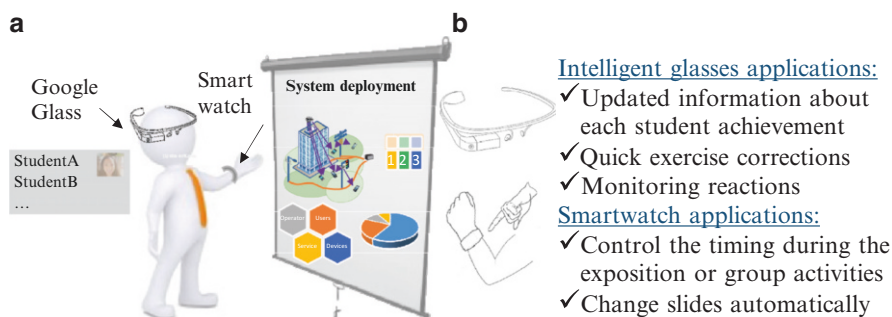 a
Google
Glass
Smart
watch
StudentA
StudentB
...
System deployment
1 2 3
Operator
Users
Service
Devices
b
Intelligent glasses applications:
✓Updated information about
each student achievement
✓Quick exercise corrections
✓Monitoring reactions
Smartwatch applications:
✓Control the timing during the
exposition or group activities
✓Change slides automatically